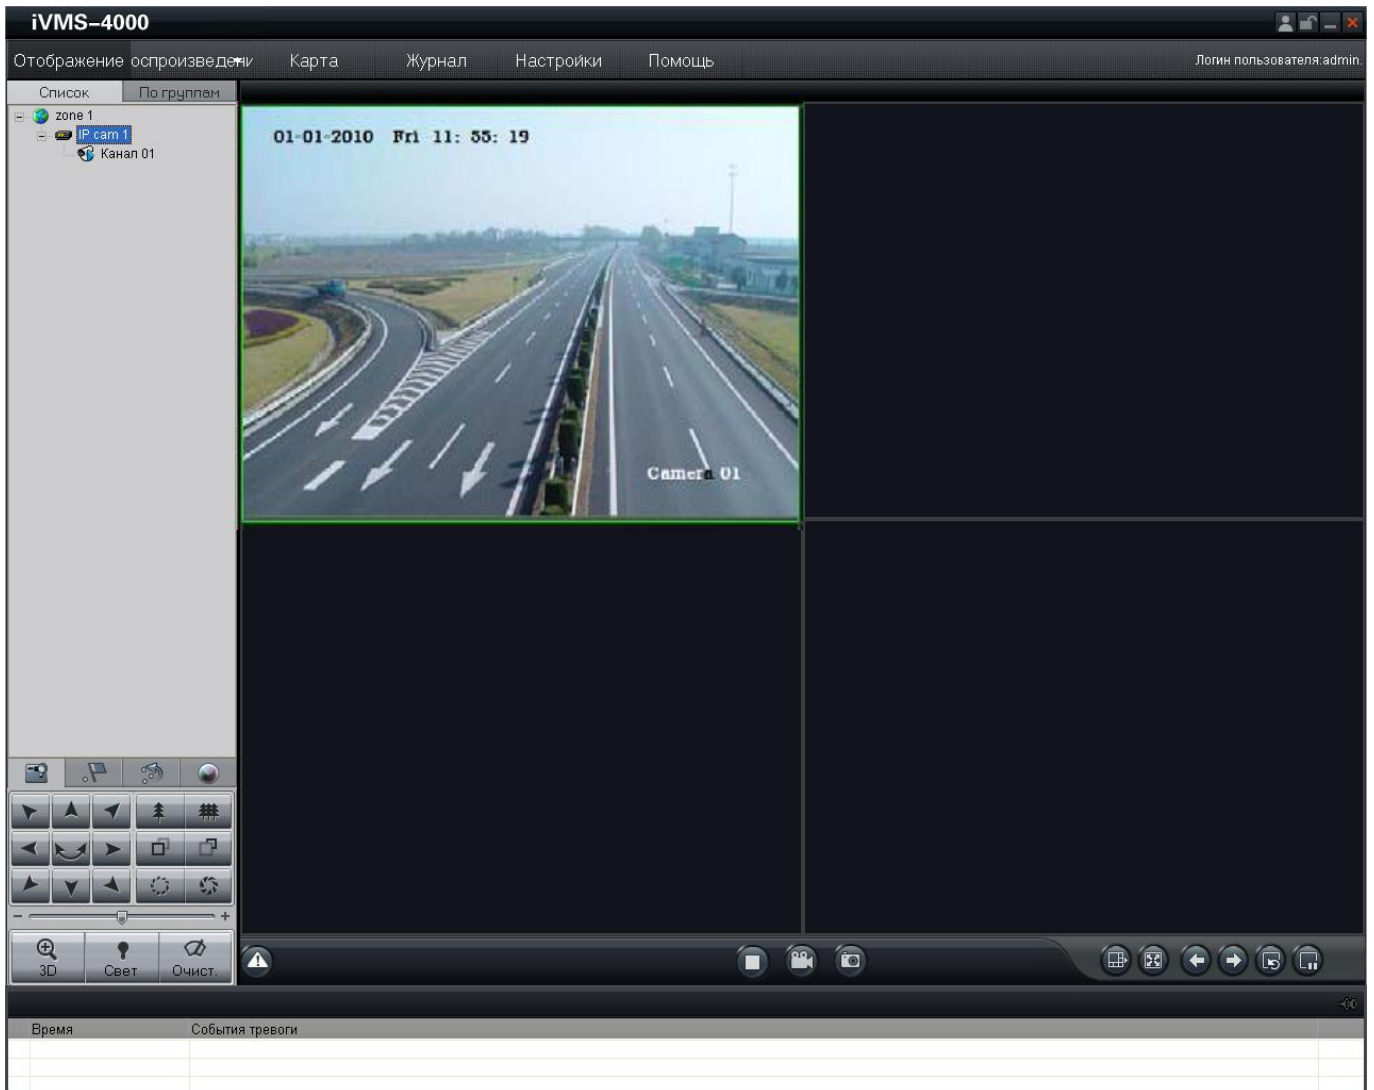 iVMS-4000
Отображение оспроизведени Карта Журнал Настройки Помощь Логин пользователя:admin.
Список По группам
zone 1
IP cam 1
Канал 01
01-01-2010 Fri 11: 55: 19
Camera 01
3D Свет Очист.
Время События тревоги